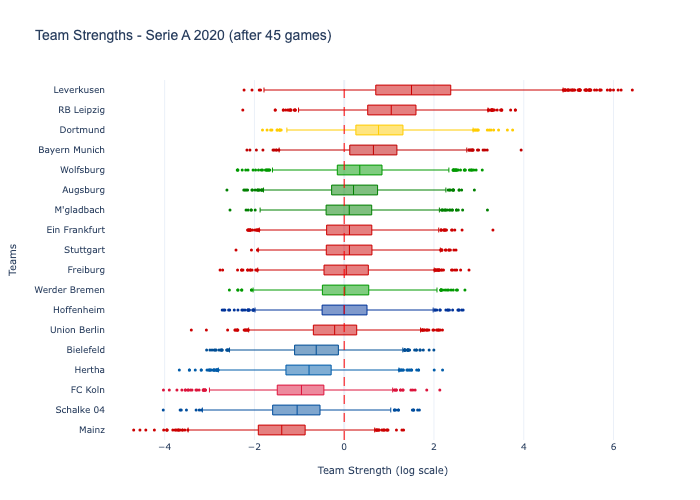 Team Strengths - Serie A 2020 (after 45 games)
Leverkusen
RB Leipzig
Dortmund
Bayern Munich
Wolfsburg
Augsburg
M'gladbach
Ein Frankfurt
Stuttgart
Freiburg
Werder Bremen
Hoffenheim
Union Berlin
Bielefeld
Hertha
FC Koln
Schalke 04
Mainz
Teams
−4 −2 0 2 4 6
Team Strength (log scale)